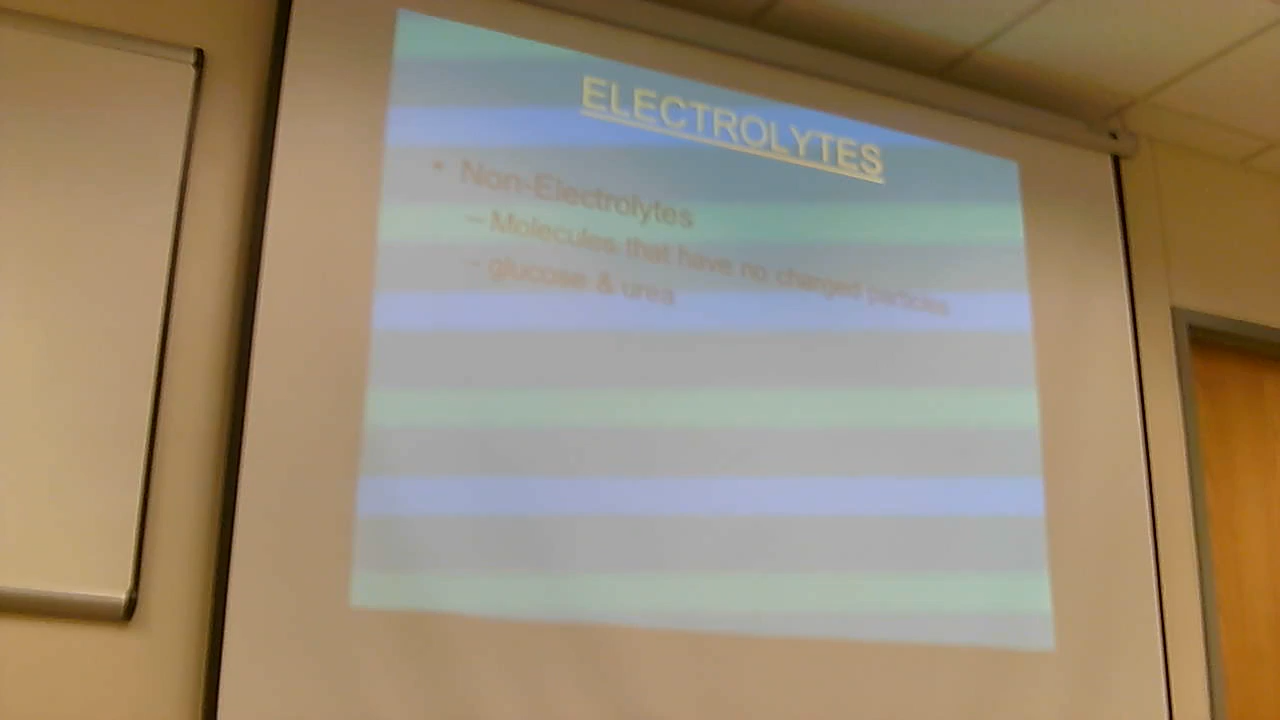 ELECTROLYTES
• Non-Electrolytes
– Molecules that have no charged particles
– glucose & urea